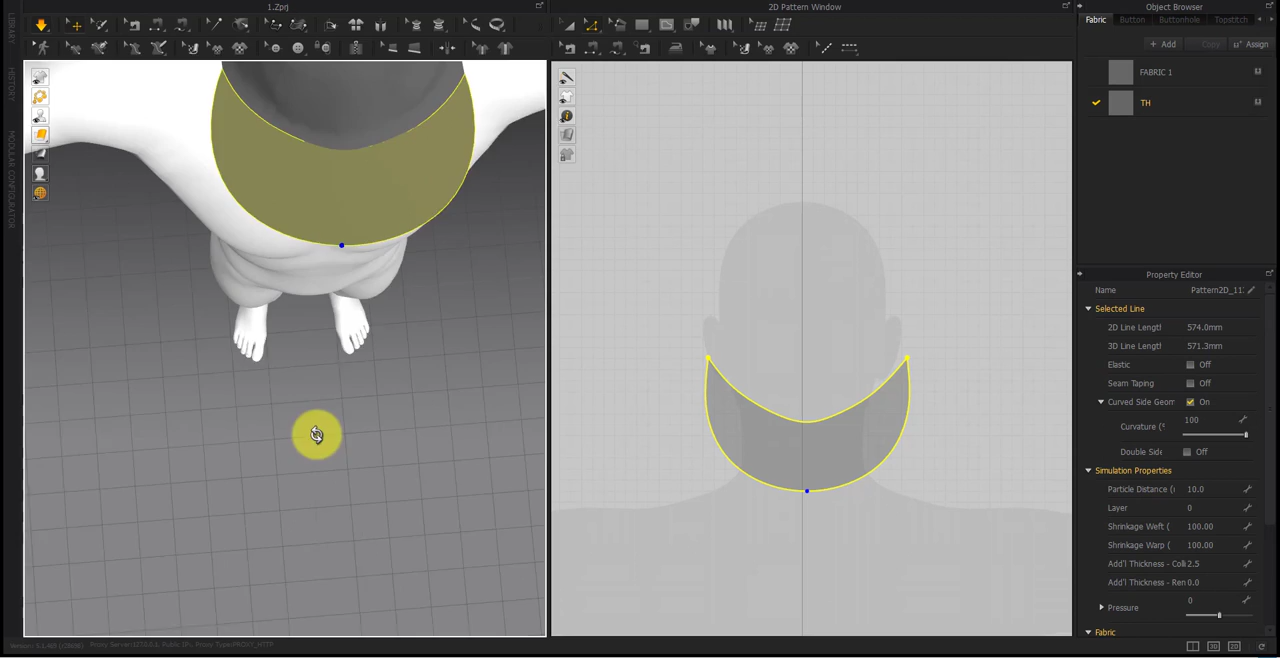 1.Zprj
2D Pattern Window
Object Browser
Fabric
Button
Buttonhole
Topstitch
+ Add
Copy
Assign
FABRIC 1
TH
LIBRARY
HISTORY
MODULAR CONFIGURATOR
Property Editor
Name
Pattern2D_11
Selected Line
2D Line Lengtl
574.0mm
3D Line Lengtl
571.3mm
Elastic
Off
Seam Taping
Off
Curved Side Geon
On
Curvature (°
100
Double Side
Off
Simulation Properties
Particle Distance (
10.0
Layer
0
Shrinkage Weft (
100.00
Shrinkage Warp (
100.00
Add'l Thickness - Colli
2.5
Add'l Thickness - Ren
0.0
Pressure
0
Fabric
3D
2D